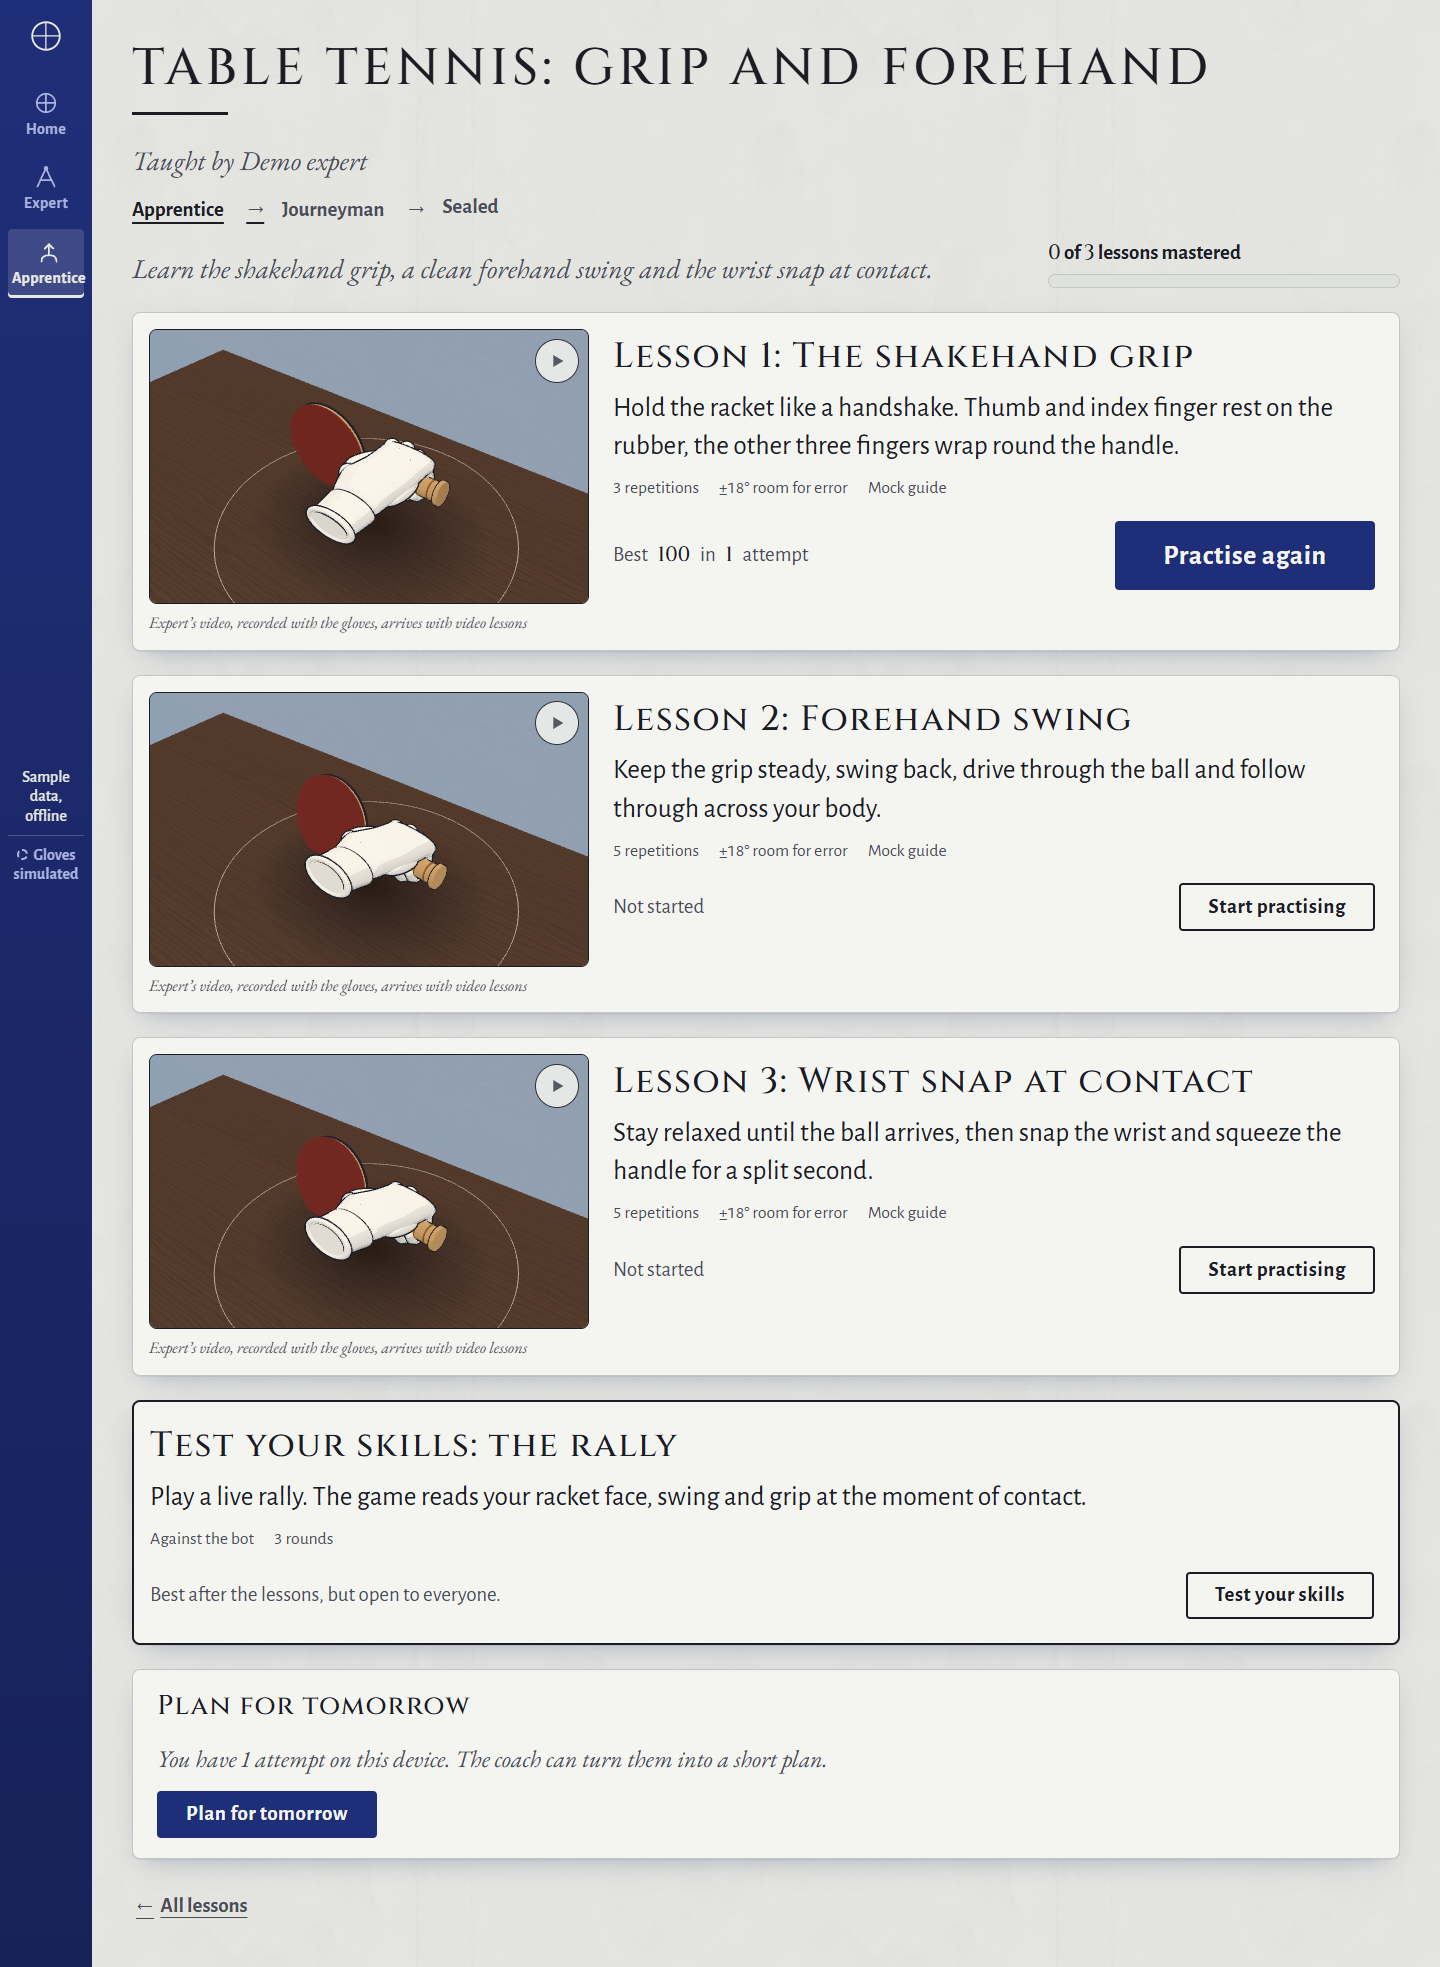 Home
Expert
Apprentice
Sample
data,
offline
Gloves
simulated
TABLE TENNIS: GRIP AND FOREHAND
Taught by Demo expert
Apprentice → Journeyman → Sealed
Learn the shakehand grip, a clean forehand swing and the wrist snap at contact.
0 of 3 lessons mastered
LESSON 1: THE SHAKEHAND GRIP
Hold the racket like a handshake. Thumb and index finger rest on the
rubber, the other three fingers wrap round the handle.
3 repetitions ±18° room for error Mock guide
Best 100 in 1 attempt
Practise again
Expert's video, recorded with the gloves, arrives with video lessons
LESSON 2: FOREHAND SWING
Keep the grip steady, swing back, drive through the ball and follow
through across your body.
5 repetitions ±18° room for error Mock guide
Not started
Start practising
Expert's video, recorded with the gloves, arrives with video lessons
LESSON 3: WRIST SNAP AT CONTACT
Stay relaxed until the ball arrives, then snap the wrist and squeeze the
handle for a split second.
5 repetitions ±18° room for error Mock guide
Not started
Start practising
Expert's video, recorded with the gloves, arrives with video lessons
TEST YOUR SKILLS: THE RALLY
Play a live rally. The game reads your racket face, swing and grip at the moment of contact.
Against the bot 3 rounds
Best after the lessons, but open to everyone.
Test your skills
PLAN FOR TOMORROW
You have 1 attempt on this device. The coach can turn them into a short plan.
Plan for tomorrow
← All lessons